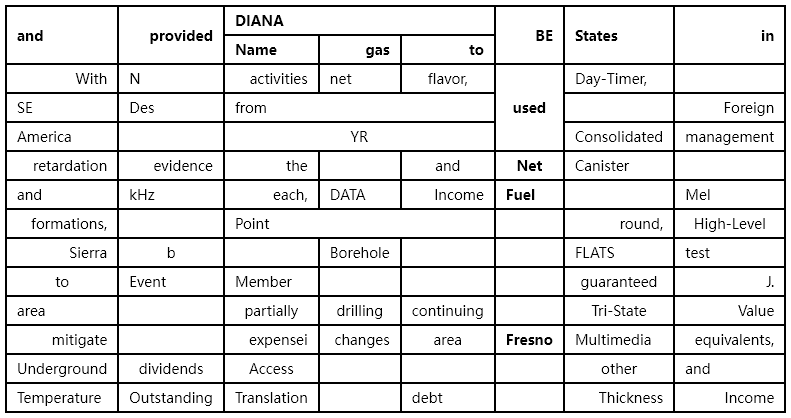 and provided DIANA BE States in
Name gas to
With N activities net flavor, used Day-Timer,
SE Des from Foreign
America YR Consolidated management
retardation evidence the and Net Canister
and kHz each, DATA Income Fuel Mel
formations, Point round, High-Level
Sierra b Borehole FLATS test
to Event Member guaranteed J.
area partially drilling continuing Tri-State Value
mitigate expensei changes area Fresno Multimedia equivalents,
Underground dividends Access other and
Temperature Outstanding Translation debt Thickness Income